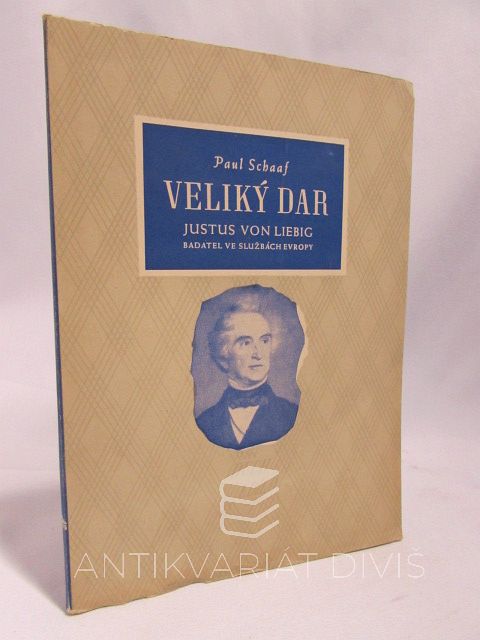 Paul Schaaf
VELIKÝ DAR
JUSTUS VON LIEBIG
BADATEL VE SLUŽBÁCH EVROPY
ANTIKVARIÁT DIVIŠ